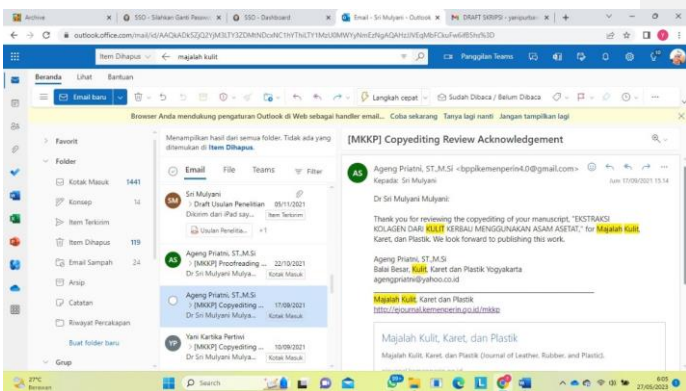 Archive
SSO - Silahkan Ganti Passwo
SSO - Dashboard
Email - Sri Mulyani - Outlook
DRAFT SKRIPSI - yeripurba
outlook.office.com/mail/id/
Item Dihapus
majalah kulit
Panggilan Teams
Beranda Lihat Bantuan
Email baru
Langkah cepat
Sudah Dibaca / Belum Dibaca
Browser Anda mendukung pengaturan Outlook di Web sebagai handler email... Coba sekarang Tanya lagi nanti Jangan tampilkan lagi
Favorit
Folder
Kotak Masuk 1441
Konsep 14
Item Terkirim
Item Dihapus 119
Email Sampah 24
Arsip
Catatan
Riwayat Percakapan
Buat folder baru
Grup
Menampilkan hasil dari semua folder. Tidak ada yang
ditemukan di Item Dihapus.
Email File Teams Filter
SM
Sri Mulyani
> Draft Usulan Penelitian 05/11/2021
Dikirim dari iPad say... Item Terkirim
Usulan Penelitia... +1
AS
Ageng Priatni, ST.,M.Si
> [MKKP] Proofreading ... 22/10/2021
Dr Sri Mulyani Mulya... Kotak Masuk
Ageng Priatni, ST.,M.Si
> [MKKP] Copyediting ... 17/09/2021
Dr Sri Mulyani Mulya... Kotak Masuk
YP
Yani Kartika Pertiwi
> [MKKP] Copyediting ... 10/09/2021
Dr Sri Mulyani Mulya... Kotak Masuk
[MKKP] Copyediting Review Acknowledgement
AS
Ageng Priatni, ST.,M.Si <bppikemenperin4.0@gmail.com>
Kepada: Sri Mulyani
Jum 17/09/2021 15.14
Dr Sri Mulyani Mulyani:
Thank you for reviewing the copyediting of your manuscript, "EKSTRAKSI
KOLAGEN DARI KULIT KERBAU MENGGUNAKAN ASAM ASETAT," for Majalah Kulit,
Karet, dan Plastik. We look forward to publishing this work.
Ageng Priatni, ST.,M.Si
Balai Besar, Kulit, Karet dan Plastik Yogyakarta
agengpriatni@yahoo.co.id
Majalah Kulit, Karet dan Plastik
http://ejournal.kemenperin.go.id/mkkp
Majalah Kulit, Karet, dan Plastik
Majalah Kulit, Karet, dan Plastik (Journal of Leather, Rubber, and Plastic).
27°C
Berawan
Search
6:05
27/05/2023